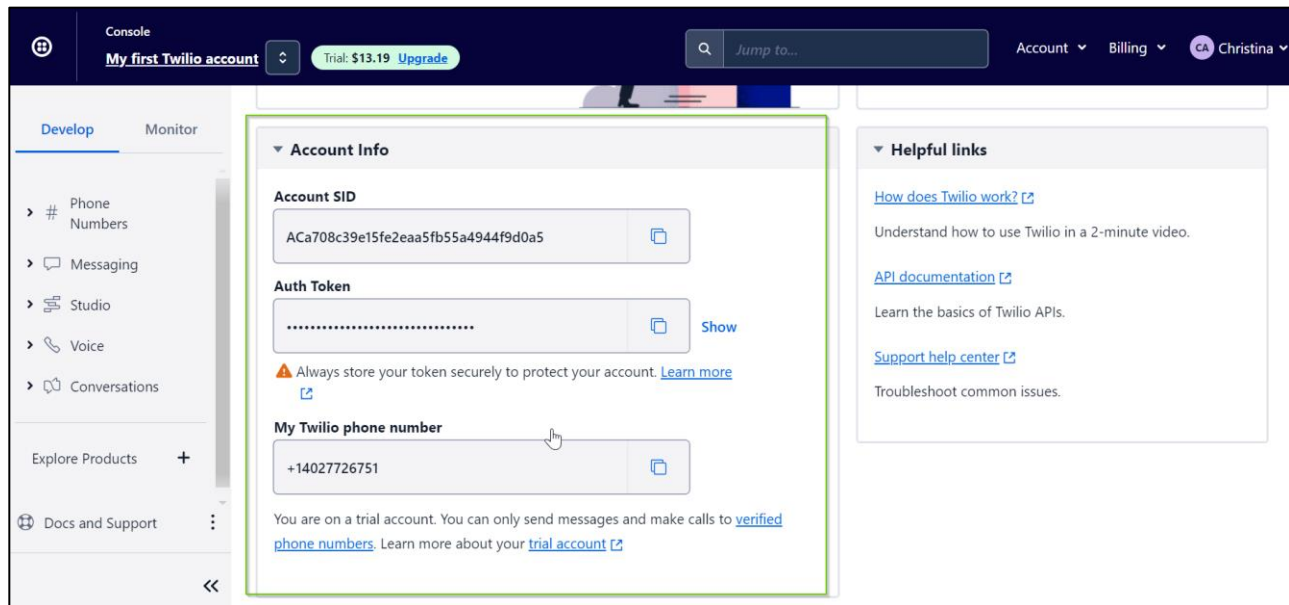 Console
My first Twilio account
Trial: $13.19 Upgrade
Jump to...
Account
Billing
CA Christina
Develop
Monitor
# Phone
Numbers
Messaging
Studio
Voice
Conversations
Explore Products +
Docs and Support
Account Info
Account SID
ACa708c39e15fe2eaa5fb55a4944f9d0a5
Auth Token
••••••••••••••••••••••••••••••••
Show
Always store your token securely to protect your account. Learn more
My Twilio phone number
+14027726751
You are on a trial account. You can only send messages and make calls to verified
phone numbers. Learn more about your trial account
Helpful links
How does Twilio work?
Understand how to use Twilio in a 2-minute video.
API documentation
Learn the basics of Twilio APIs.
Support help center
Troubleshoot common issues.